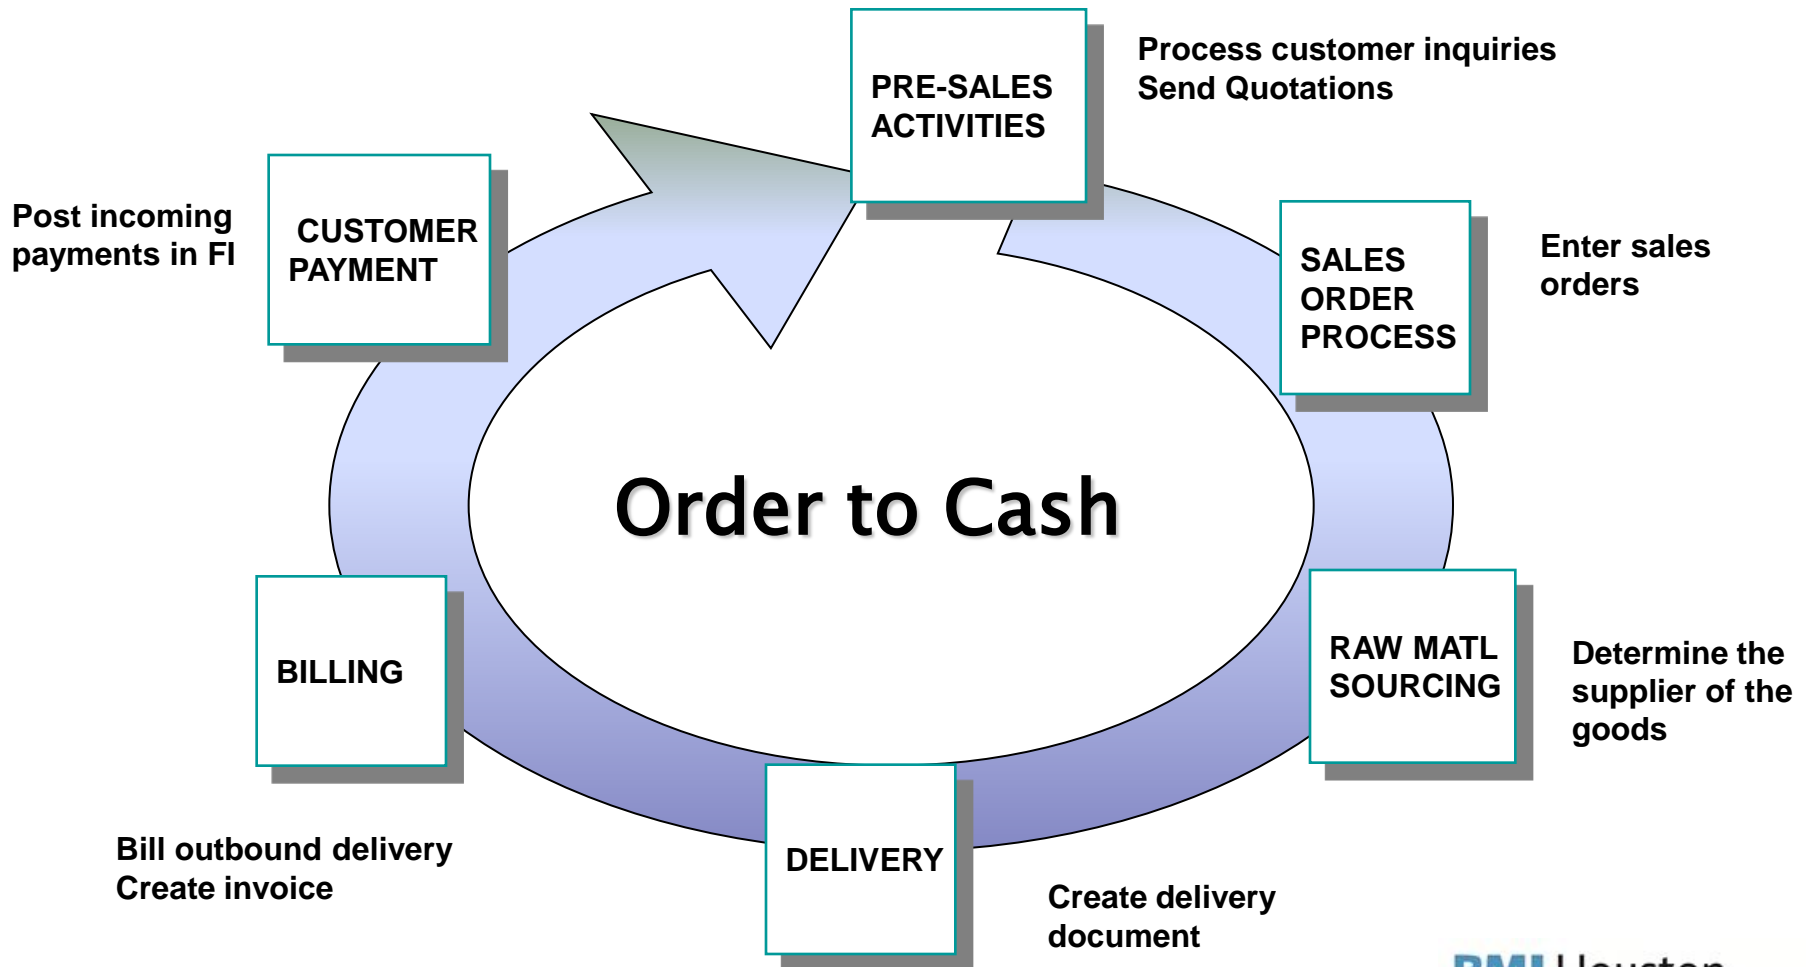 PRE-SALES
ACTIVITIES
Process customer inquiries
Send Quotations
SALES
ORDER
PROCESS
Enter sales
orders
RAW MATL
SOURCING
Determine the
supplier of the
goods
DELIVERY
Create delivery
document
BILLING
Bill outbound delivery
Create invoice
CUSTOMER
PAYMENT
Post incoming
payments in FI
Order to Cash